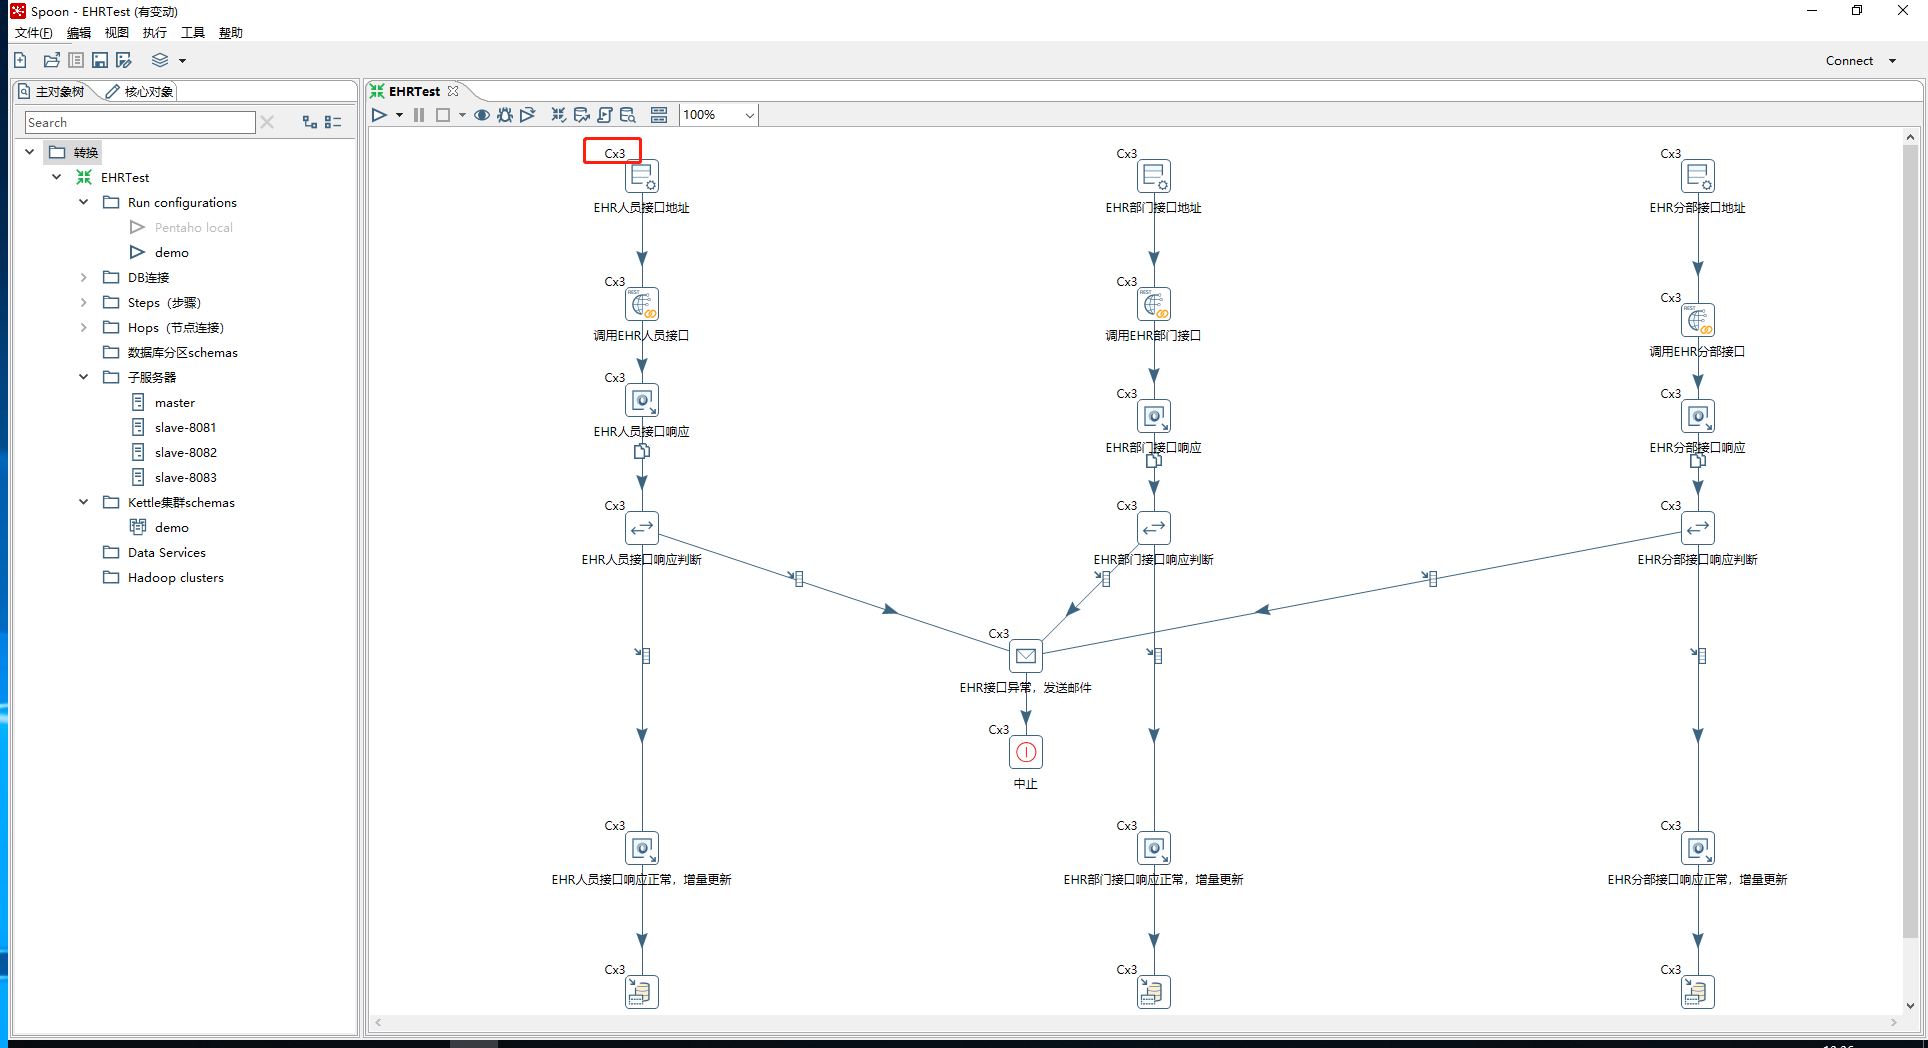 Spoon - EHRTest (有变动)
文件(F) 编辑 视图 执行 工具 帮助
Connect
主对象树 核心对象
EHRTest
Search
100%
转换
EHRTest
Run configurations
Pentaho local
demo
DB连接
Steps（步骤）
Hops（节点连接）
数据库分区schemas
子服务器
master
slave-8081
slave-8082
slave-8083
Kettle集群schemas
demo
Data Services
Hadoop clusters
Cx3 Cx3 Cx3
EHR人员接口地址 EHR部门接口地址 EHR分部接口地址
Cx3 Cx3 Cx3
REST REST REST
调用EHR人员接口 调用EHR部门接口 调用EHR分部接口
Cx3 Cx3 Cx3
EHR人员接口响应 EHR部门接口响应 EHR分部接口响应
Cx3 Cx3 Cx3
EHR人员接口响应判断 EHR部门接口响应判断 EHR分部接口响应判断
Cx3
EHR接口异常，发送邮件
Cx3
中止
Cx3 Cx3 Cx3
EHR人员接口响应正常，增量更新 EHR部门接口响应正常，增量更新 EHR分部接口响应正常，增量更新
Cx3 Cx3 Cx3